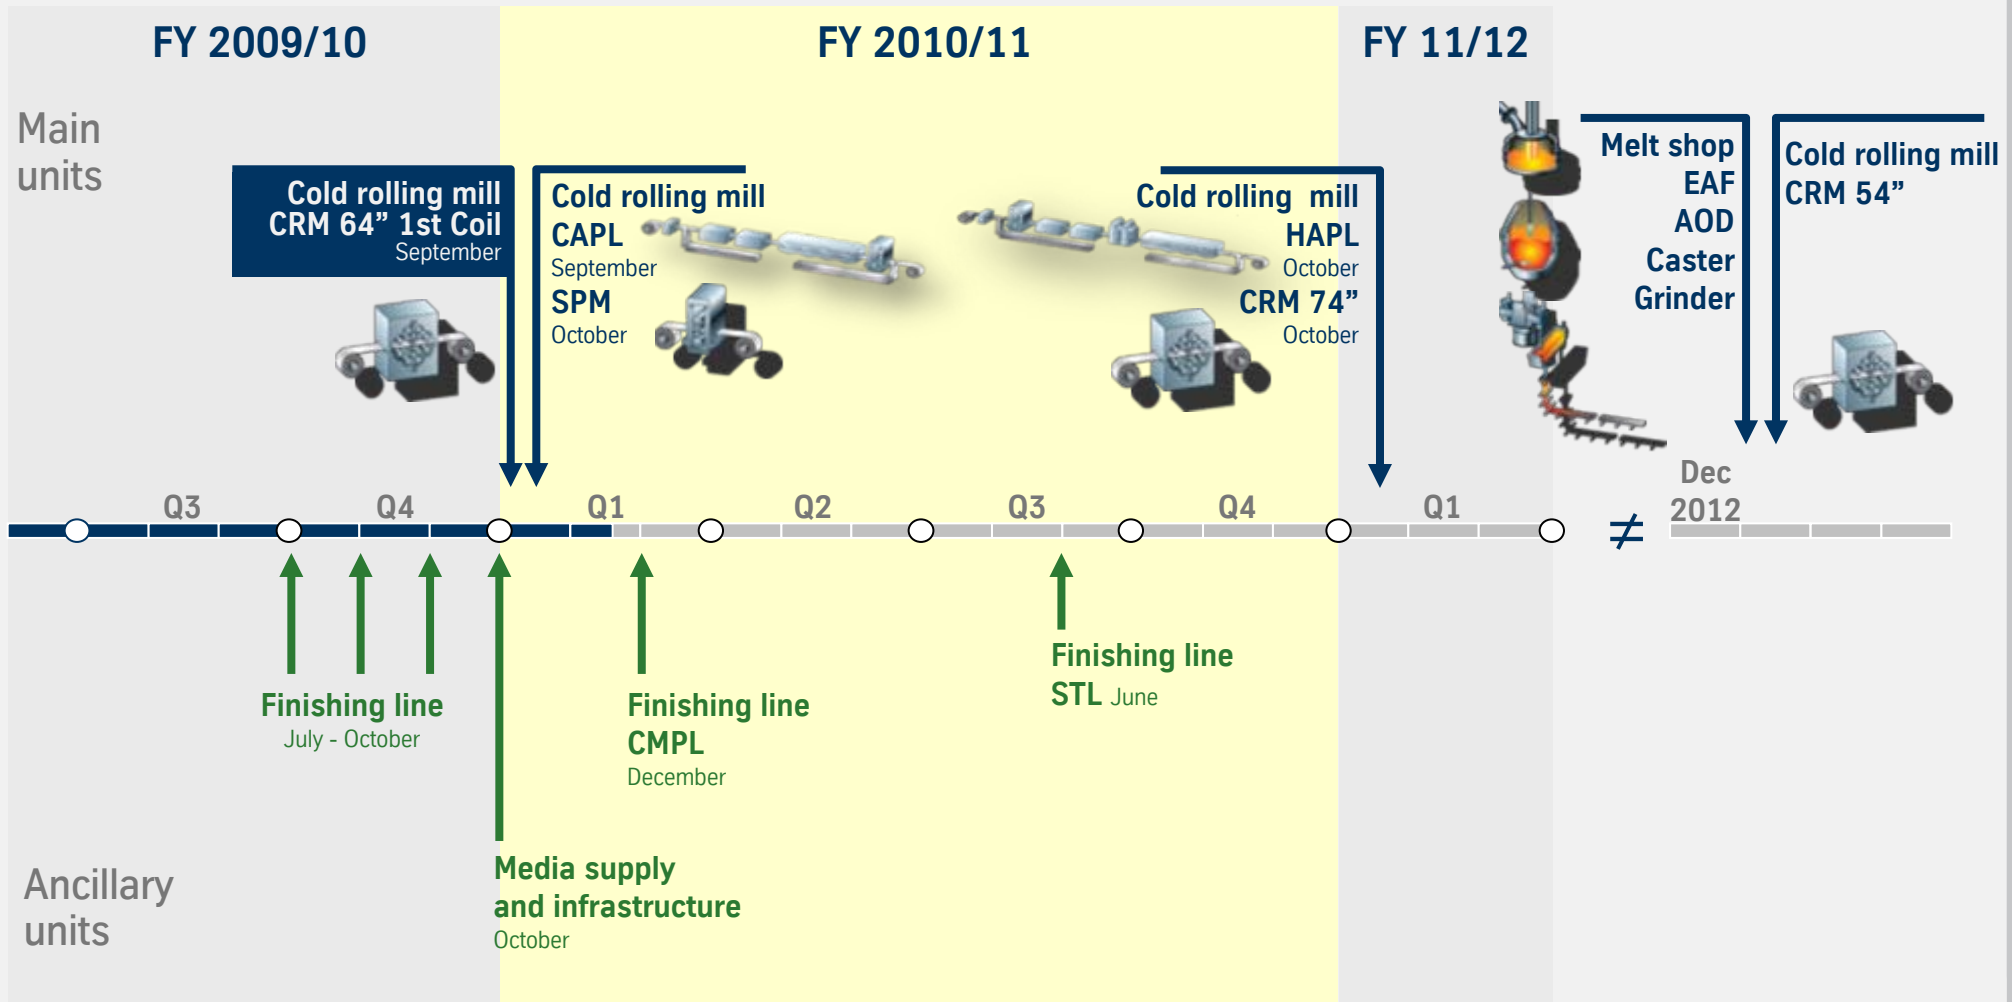 FY 2009/10
FY 2010/11
FY 11/12
Main
units
Cold rolling mill
CRM 64” 1st Coil
September
Cold rolling mill
CAPL
September
SPM
October
Cold rolling mill
HAPL
October
CRM 74”
October
Melt shop
EAF
AOD
Caster
Grinder
Cold rolling mill
CRM 54”
Q3
Q4
Q1
Q2
Q3
Q4
Q1
≠
Dec
2012
Finishing line
July - October
Finishing line
CMPL
December
Finishing line
STL June
Media supply
and infrastructure
October
Ancillary
units